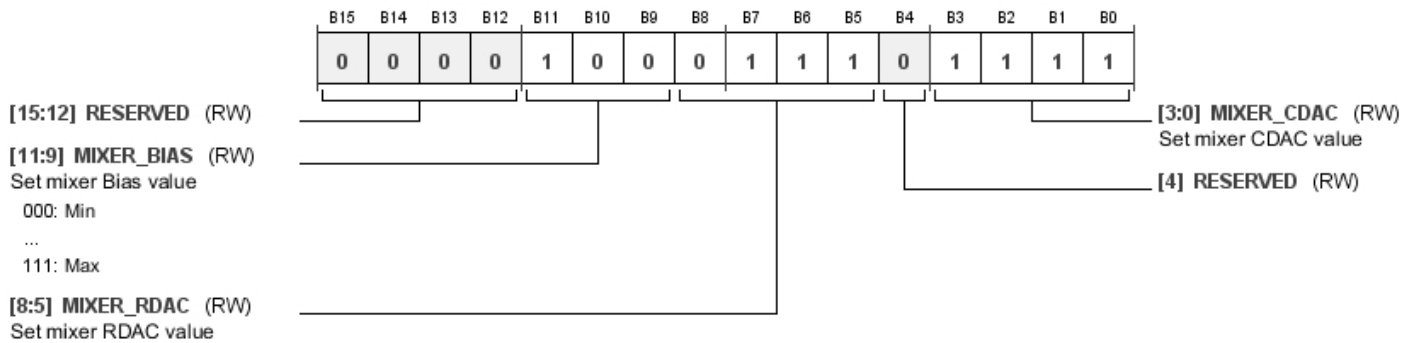 B15 B14 B13 B12 B11 B10 B9 B8 B7 B6 B5 B4 B3 B2 B1 B0
0 0 0 0 1 0 0 0 1 1 1 0 1 1 1 1
[15:12] RESERVED (RW)
[11:9] MIXER_BIAS (RW)
Set mixer Bias value
000: Min
...
111: Max
[8:5] MIXER_RDAC (RW)
Set mixer RDAC value
[3:0] MIXER_CDAC (RW)
Set mixer CDAC value
[4] RESERVED (RW)